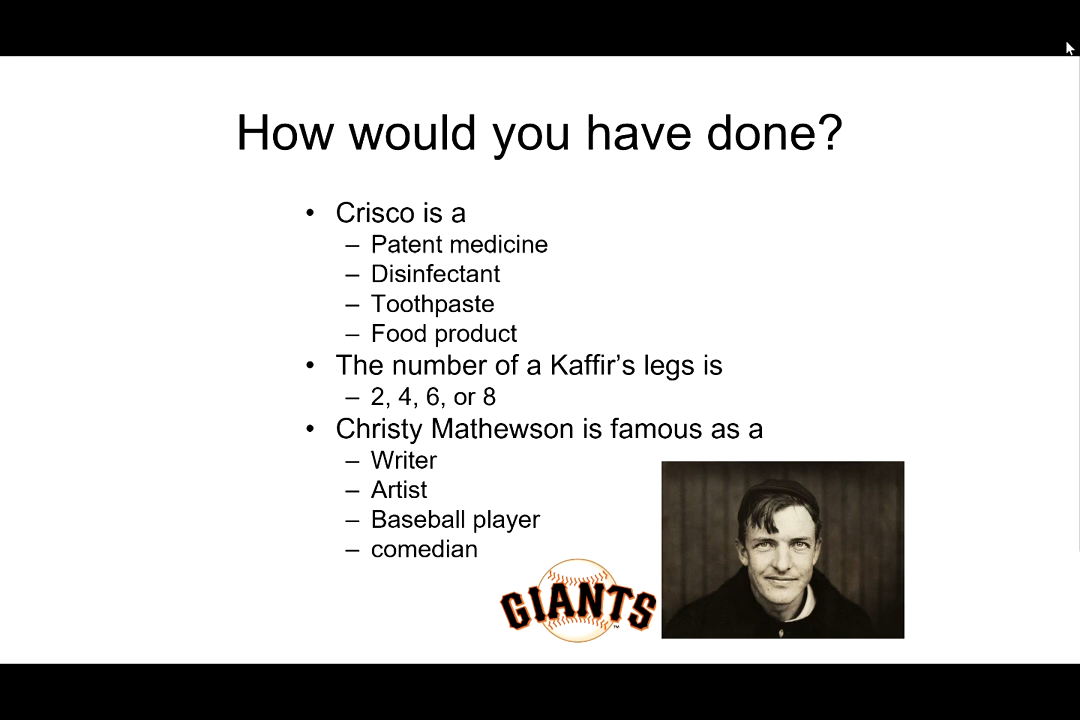 How would you have done?
• Crisco is a
– Patent medicine
– Disinfectant
– Toothpaste
– Food product
• The number of a Kaffir’s legs is
– 2, 4, 6, or 8
• Christy Mathewson is famous as a
– Writer
– Artist
– Baseball player
– comedian
GIANTS™